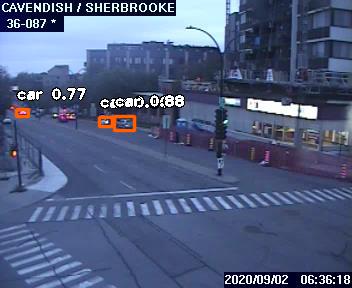 CAVENDISH / SHERBROOKE
36-087 *
car 0.77
car 0.88
2020/09/02 06:36:18